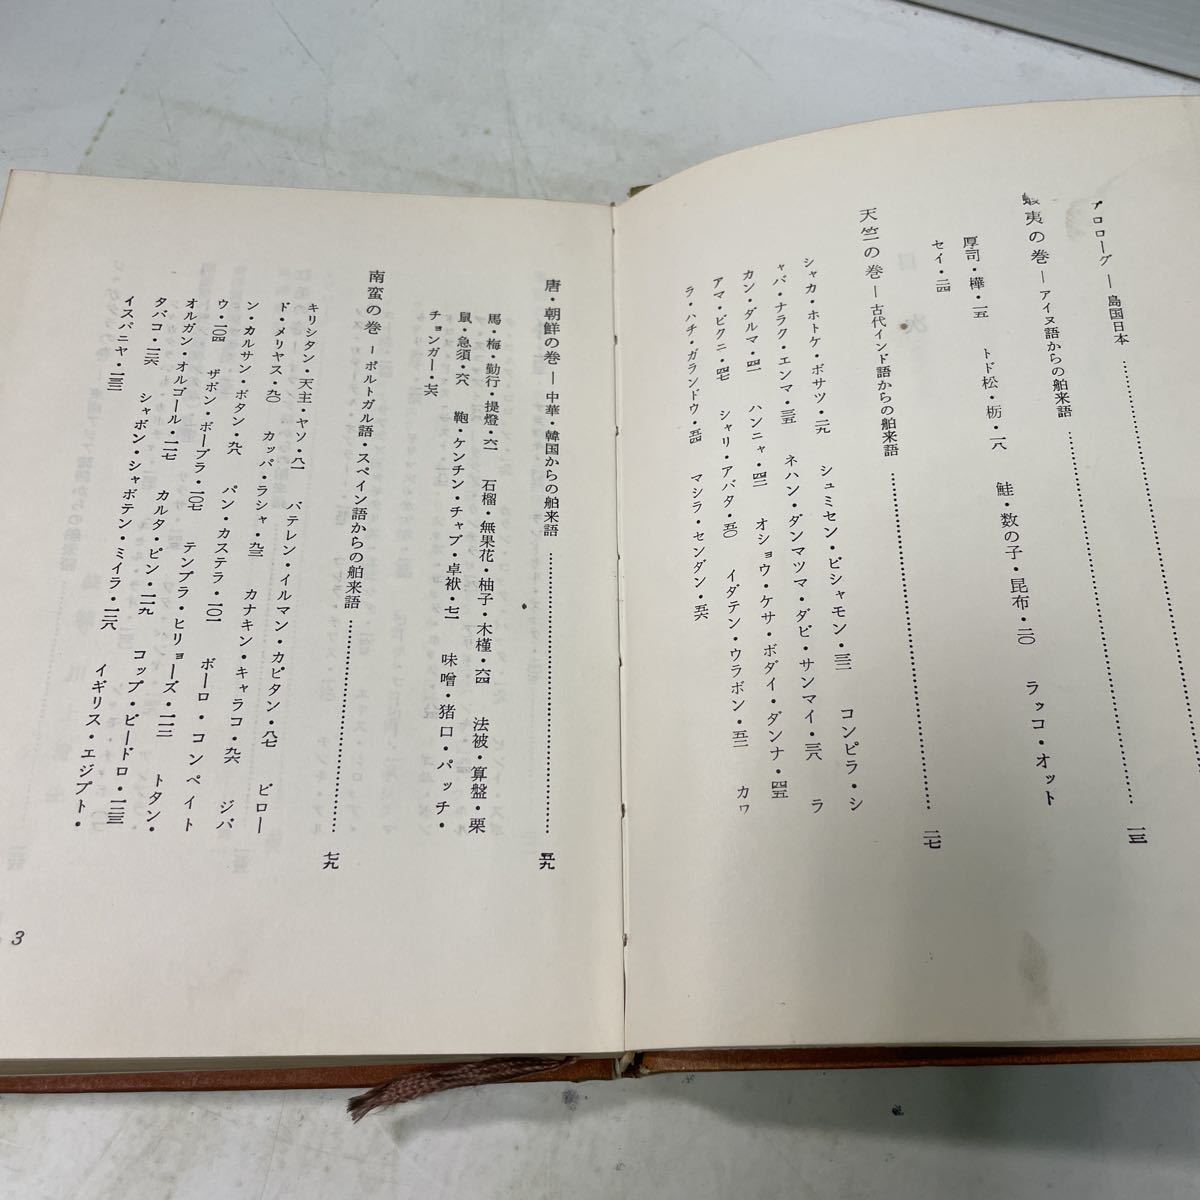 目次
プロローグ — 島国日本……一三
蝦夷の巻 — アイヌ語からの舶来語
厚司・樺・一五　トド松・栃・一八　鮭・数の子・昆布・二〇　ラッコ・オット
セイ・二四
天竺の巻 — 古代インド語からの舶来語……二七
シャカ・ホトケ・ボサツ・二九　シュミセン・ビシャモン・三二　コンピラ・シ
ャバ・ナラク・エンマ・三五　ネハン・ダンマツマ・ダビ・サンマイ・三八　ラ
カン・ダルマ・四一　ハンニャ・四三　オショウ・ケサ・ボダイ・ダンナ・四五
アマ・ビクニ・四七　シャリ・アバタ・五〇　イダテン・ウラボン・五二　カワ
ラ・ハチ・ガランドウ・五四　マシラ・センダン・五六
唐・朝鮮の巻 — 中華・韓国からの舶来語……五九
馬・梅・勤行・提燈・六一　石榴・無果花・柚子・木槿・六四　法被・算盤・栗
鼠・急須・六八　鞄・ケンチン・チャブ・卓袱・七一　味噌・猪口・パッチ・
チョンガー・七六
南蛮の巻 — ポルトガル語・スペイン語からの舶来語……七九
キリシタン・天主・ヤソ・八一　バテレン・イルマン・カピタン・八七　ビロー
ド・メリヤス・九〇　カッパ・ラシャ・九三　カナキン・キャラコ・九六　ジバ
ン・カルサン・ボタン・九八　パン・カステラ・一〇一　ボーロ・コンペイト
ウ・一〇四　ザボン・ボーブラ・一〇七　テンプラ・ヒリョーズ・一一二　トタン・
オルガン・オルゴール・一一七　カルタ・ピン・一一九　コップ・ビードロ・一二三
タバコ・一二六　シャボン・シャボテン・ミイラ・一二八　イギリス・エジプト・
イスパニヤ・一三三
3